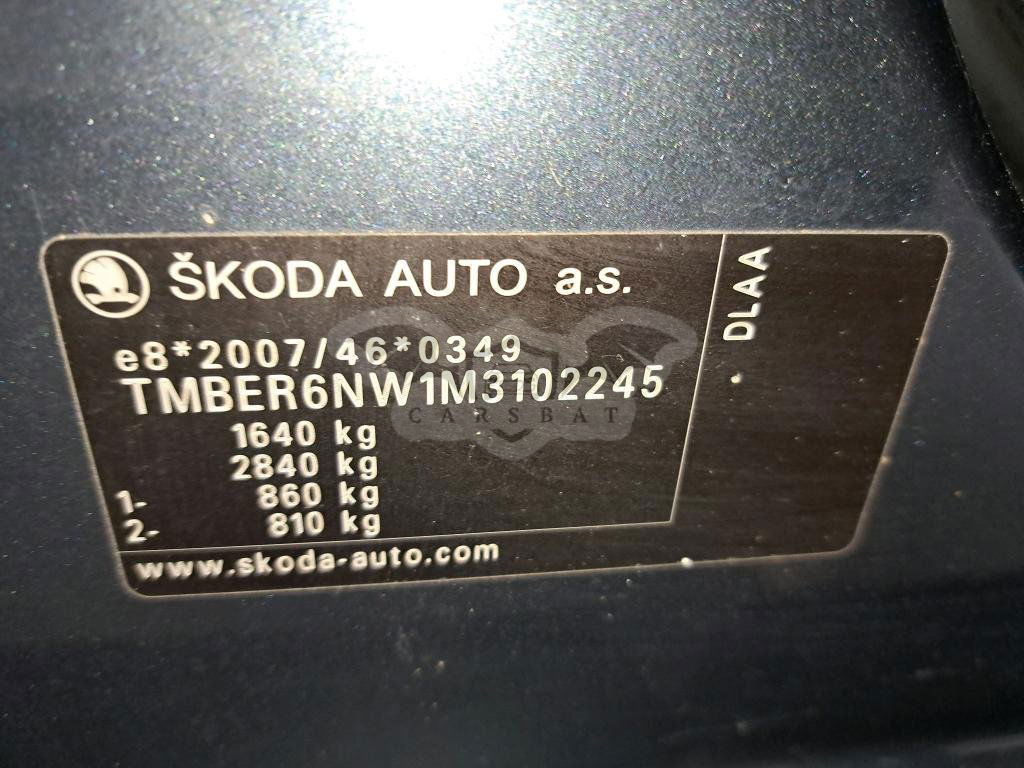 ŠKODA AUTO a.s.
e8*2007/46*0349
TMBER6NW1M3102245
1640 kg
2840 kg
1- 860 kg
2- 810 kg
www.skoda-auto.com
DLAA
CARSBAT